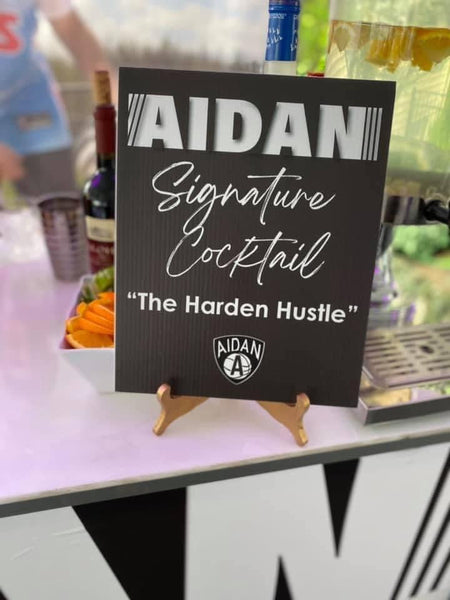 AIDAN
Signature
Cocktail
“The Harden Hustle”
AIDAN
A